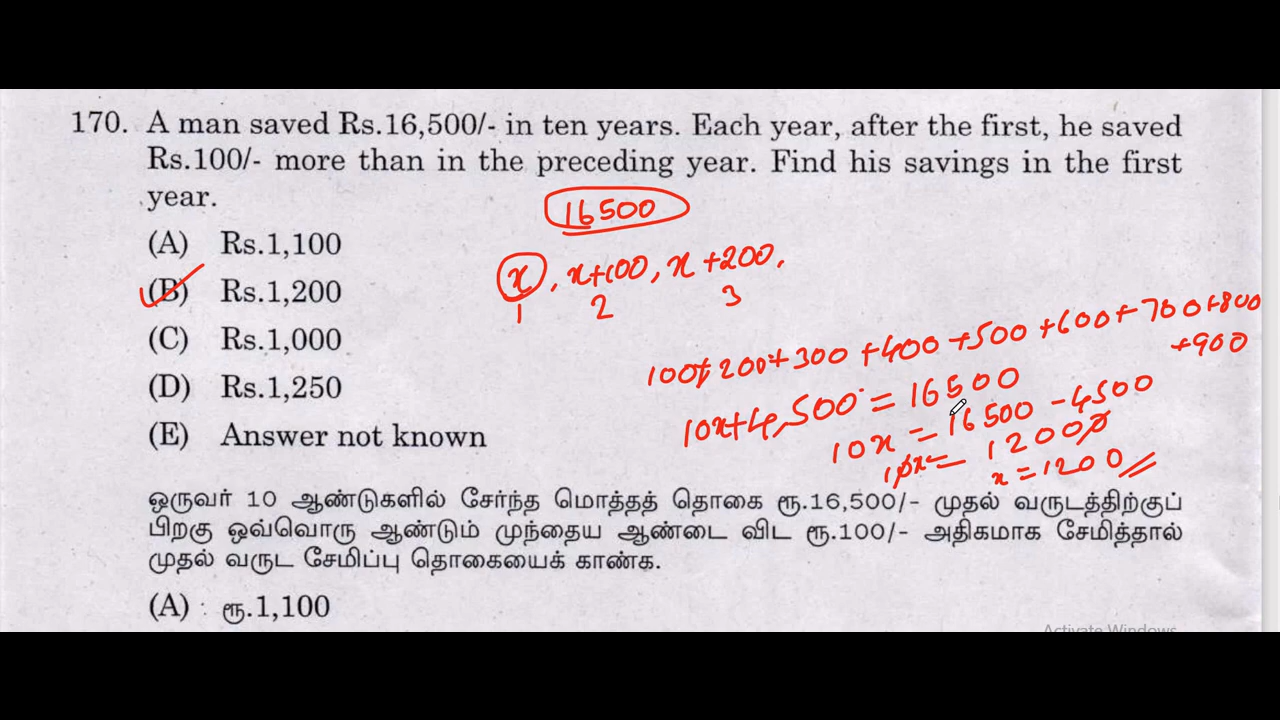 170. A man saved Rs.16,500/- in ten years. Each year, after the first, he saved
Rs.100/- more than in the preceding year. Find his savings in the first
year.
16500
(A) Rs.1,100
x, x+100, x+200,
1 2 3
(B) Rs.1,200
(C) Rs.1,000
100+200+300+400+500+600+700+800
+900
(D) Rs.1,250
10x+4,500=16500
10x=16500-4500
(E) Answer not known
10x=12000
x=1200
ஒருவர் 10 ஆண்டுகளில் சேர்ந்த மொத்தத் தொகை ரூ.16,500/- முதல் வருடத்திற்குப்
பிறகு ஒவ்வொரு ஆண்டும் முந்தைய ஆண்டை விட ரூ.100/- அதிகமாக சேமித்தால்
முதல் வருட சேமிப்பு தொகையைக் காண்க.
(A) ரூ.1,100
Activate Windows